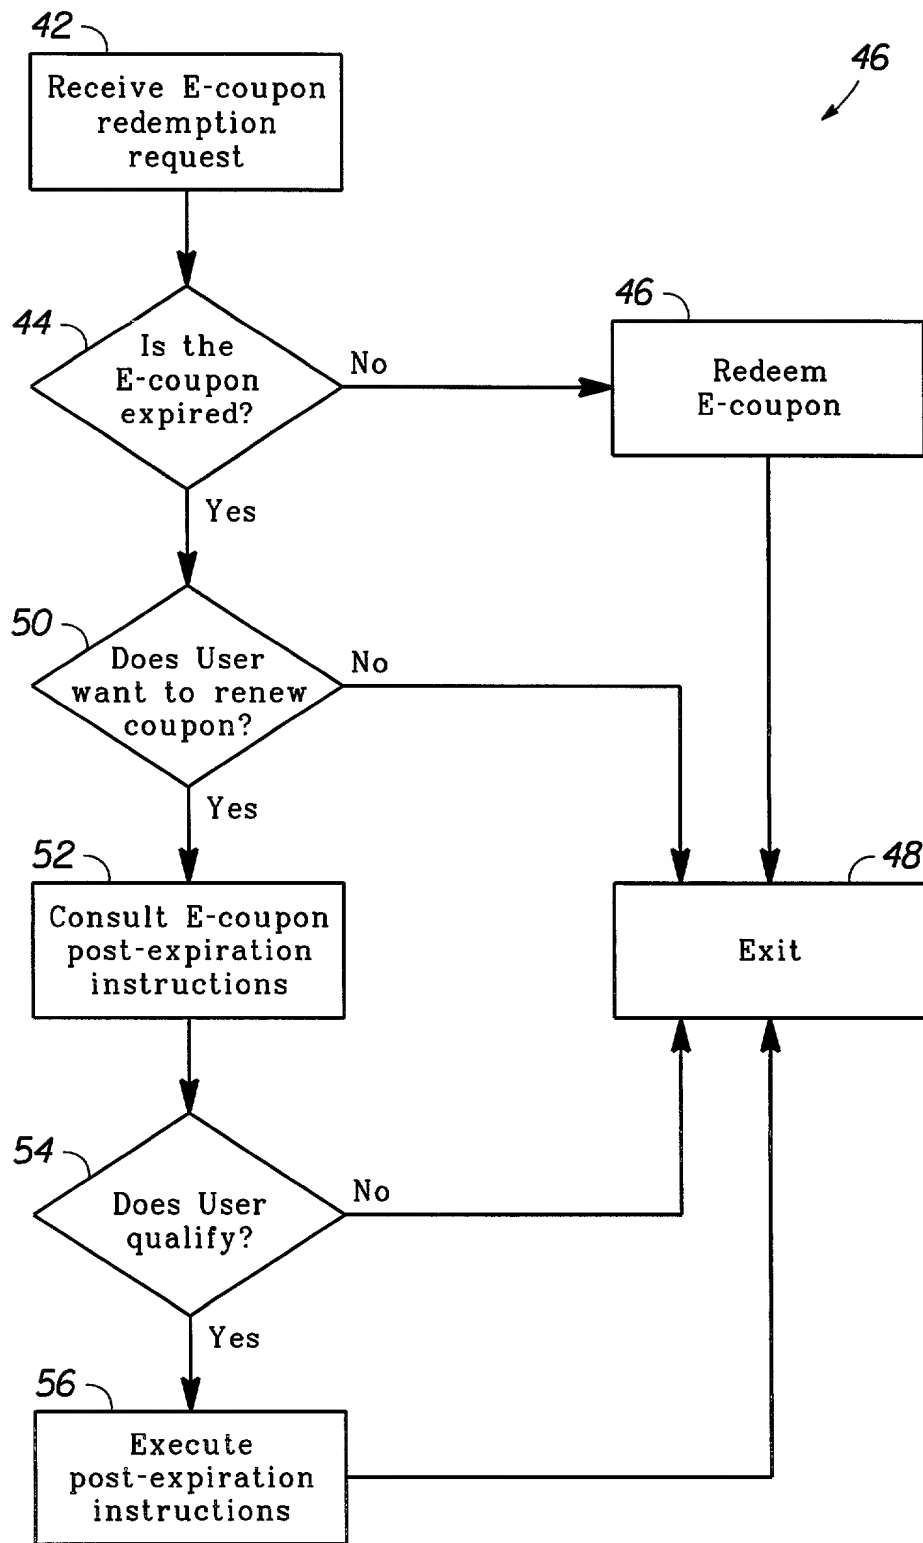 42
46
Receive E-coupon
redemption
request
44
Is the
E-coupon
expired?
No
46
Redeem
E-coupon
Yes
50
Does User
want to renew
coupon?
No
Yes
52
Consult E-coupon
post-expiration
instructions
48
Exit
54
Does User
qualify?
No
Yes
56
Execute
post-expiration
instructions